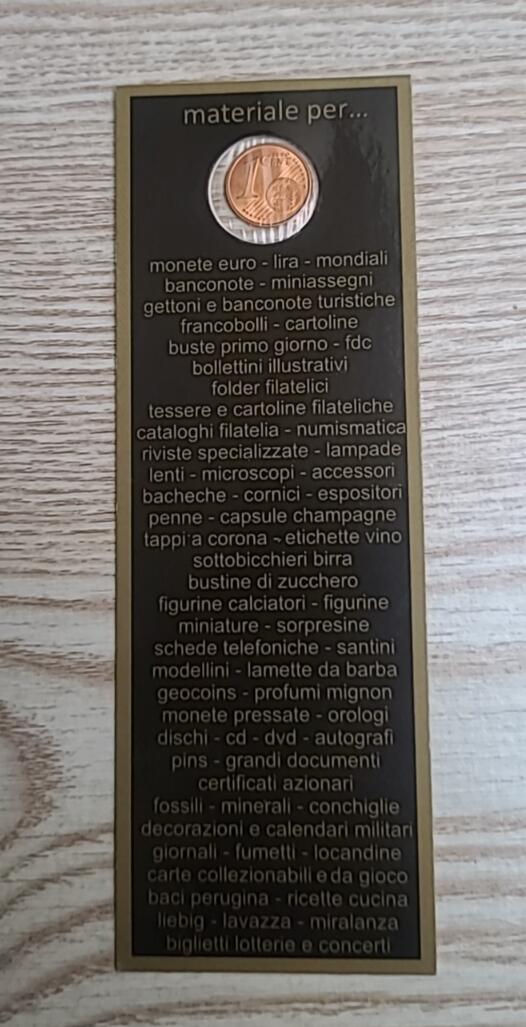 materiale per...
1 EURO CENT
monete euro - lira - mondiali
banconote - miniassegni
gettoni e banconote turistiche
francobolli - cartoline
buste primo giorno - fdc
bollettini illustrativi
folder filatelici
tessere e cartoline filateliche
cataloghi filatelia - numismatica
riviste specializzate - lampade
lenti - microscopi - accessori
bacheche - cornici - espositori
penne - capsule champagne
tappi a corona - etichette vino
sottobicchieri birra
bustine di zucchero
figurine calciatori - figurine
miniature - sorpresine
schede telefoniche - santini
modellini - lamette da barba
geocoins - profumi mignon
monete pressate - orologi
dischi - cd - dvd - autografi
pins - grandi documenti
certificati azionari
fossili - minerali - conchiglie
decorazioni e calendari militari
giornali - fumetti - locandine
carte collezionabili e da gioco
baci perugina - ricette cucina
liebig - lavazza - miralanza
biglietti lotterie e concerti